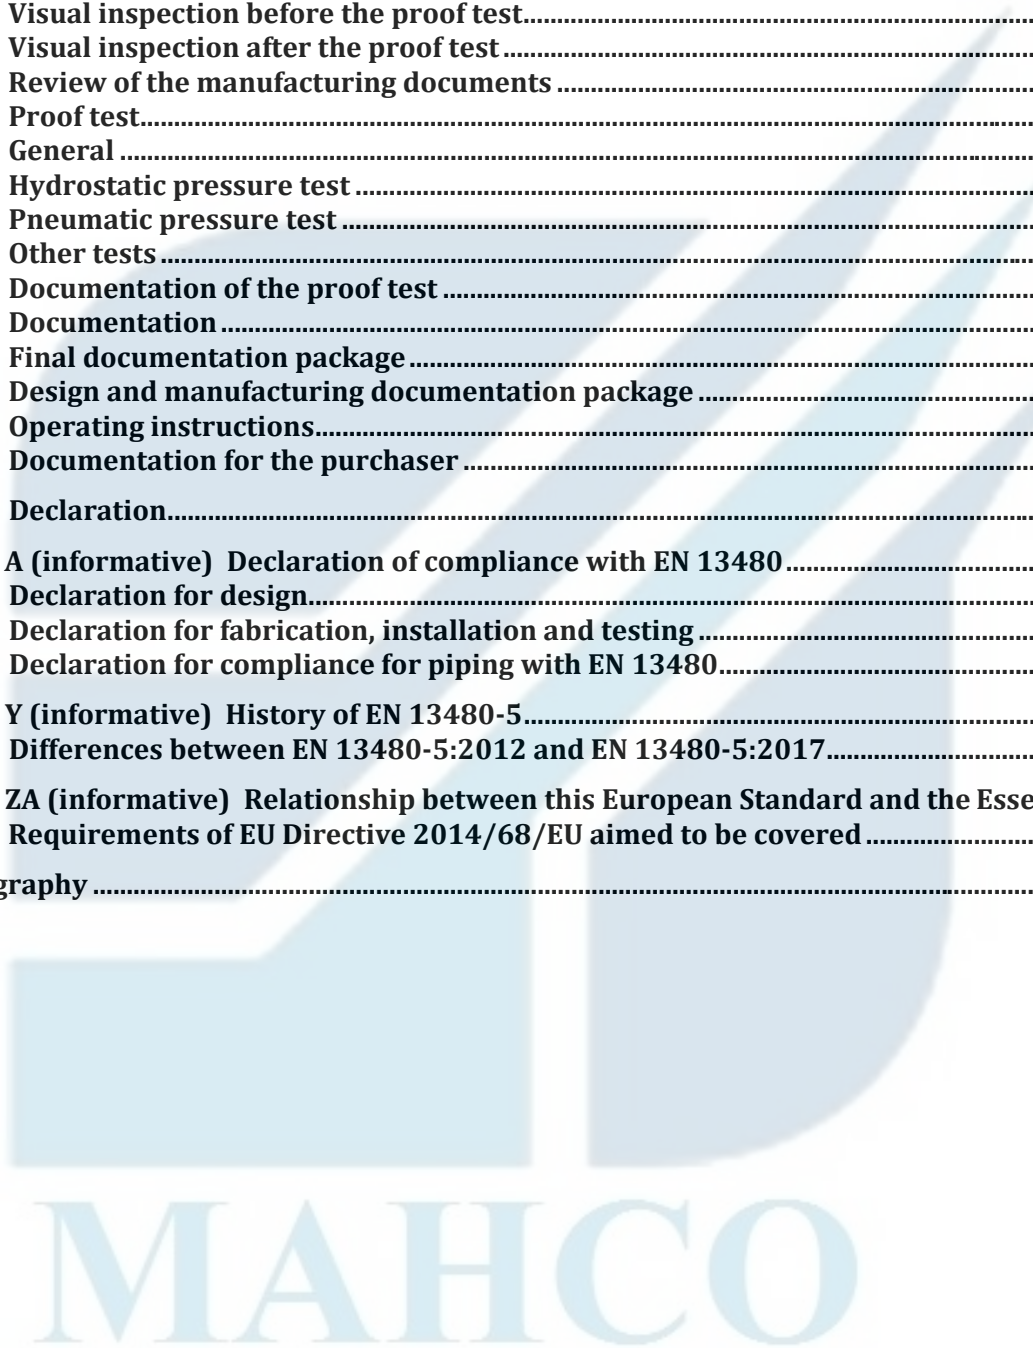 Visual inspection before the proof test
Visual inspection after the proof test
Review of the manufacturing documents
Proof test
General
Hydrostatic pressure test
Pneumatic pressure test
Other tests
Documentation of the proof test
Documentation
Final documentation package
Design and manufacturing documentation package
Operating instructions
Documentation for the purchaser
Declaration
A (informative) Declaration of compliance with EN 13480
Declaration for design
Declaration for fabrication, installation and testing
Declaration for compliance for piping with EN 13480
Y (informative) History of EN 13480-5
Differences between EN 13480-5:2012 and EN 13480-5:2017
ZA (informative) Relationship between this European Standard and the Esse
Requirements of EU Directive 2014/68/EU aimed to be covered
graphy
MAHCO